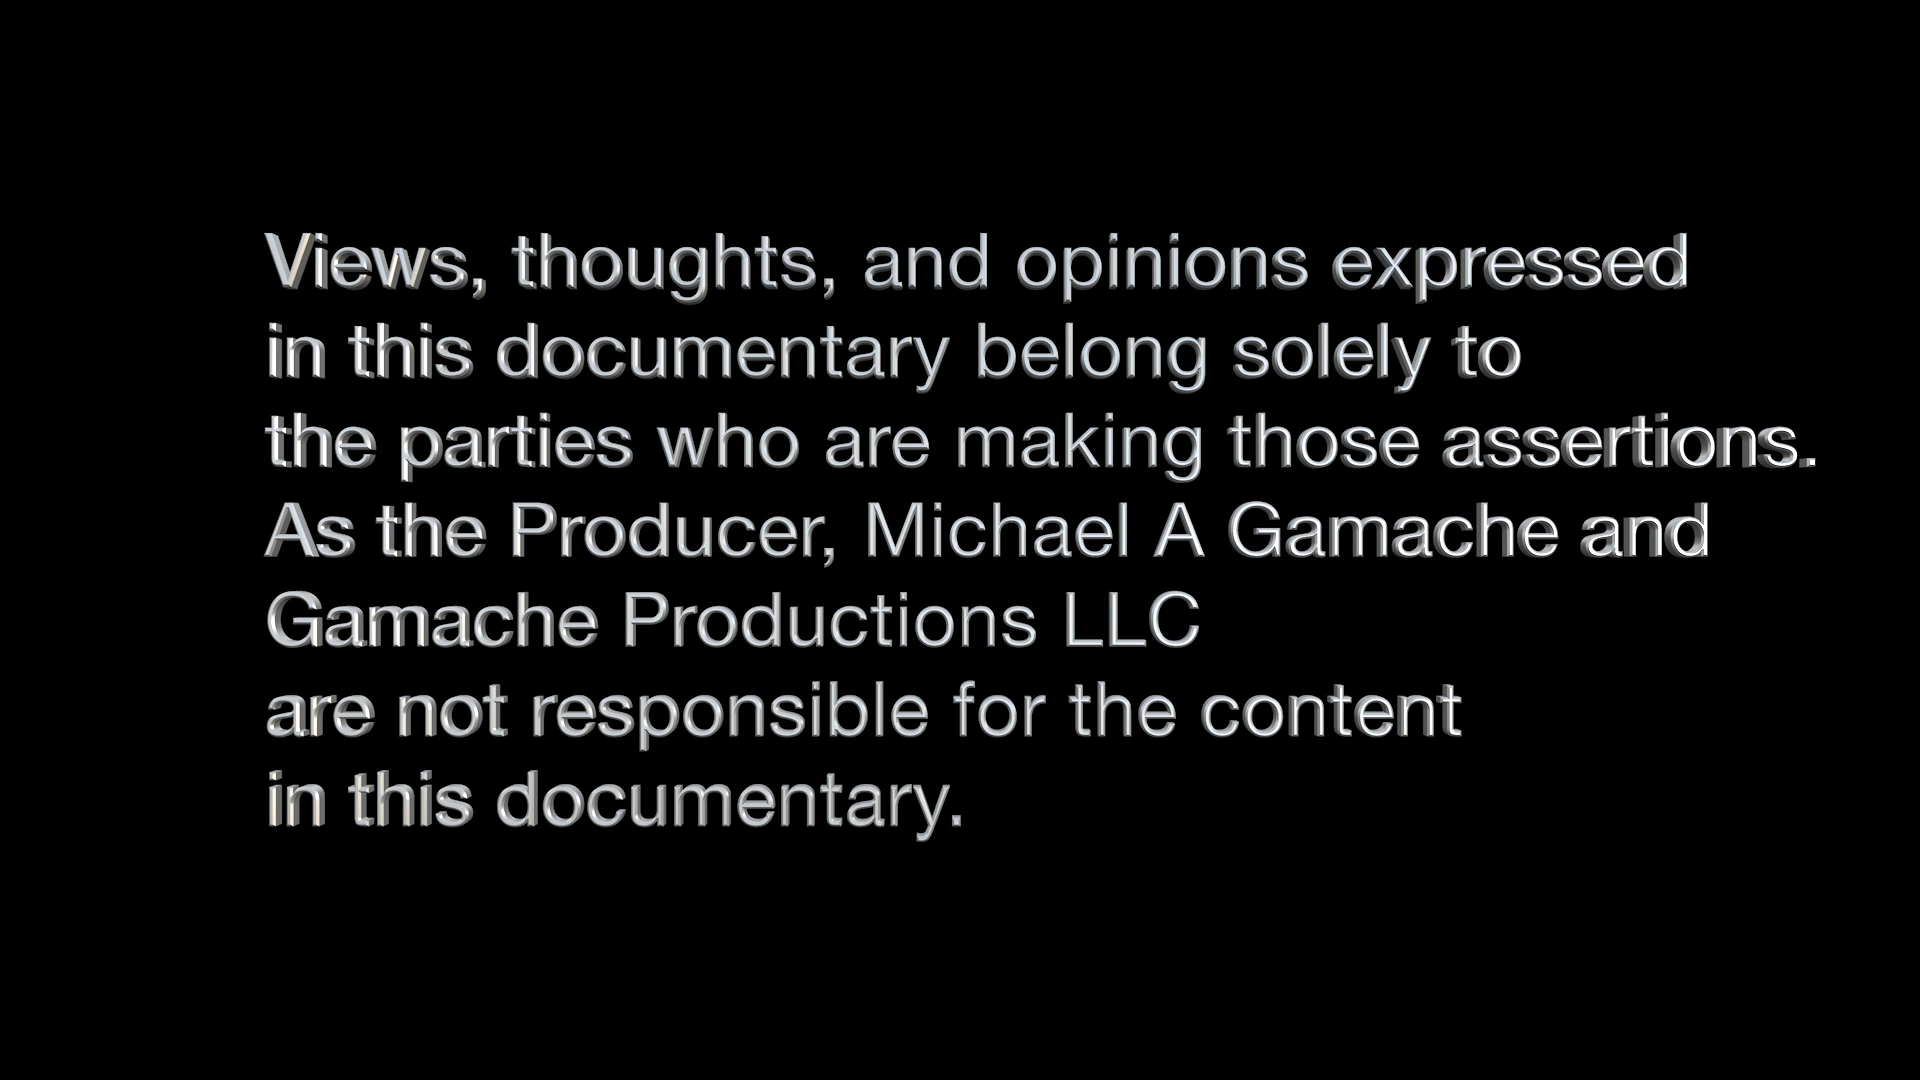 Views, thoughts, and opinions expressed
in this documentary belong solely to
the parties who are making those assertions.
As the Producer, Michael A Gamache and
Gamache Productions LLC
are not responsible for the content
in this documentary.